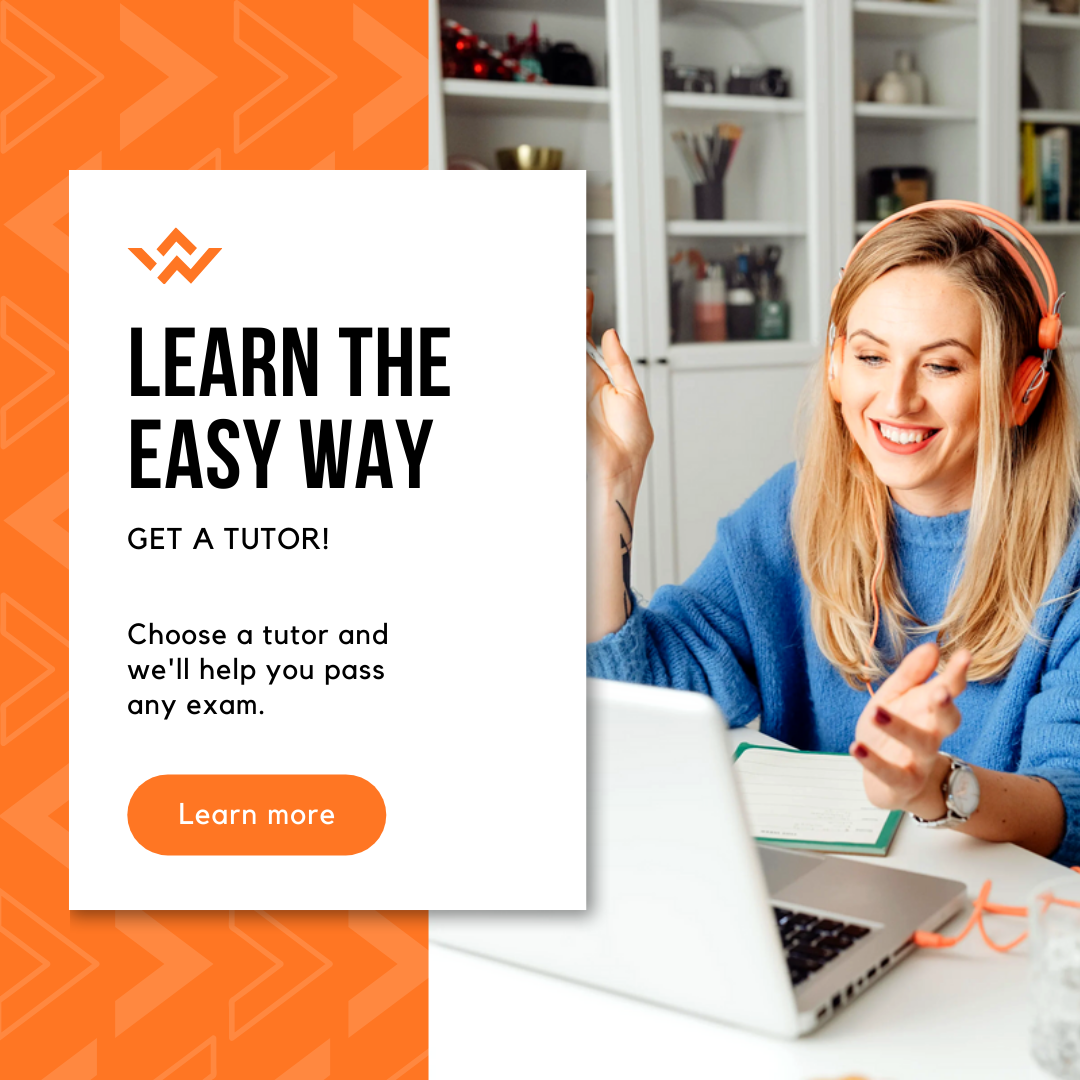 LEARN THE
EASY WAY
GET A TUTOR!
Choose a tutor and
we'll help you pass
any exam.
Learn more